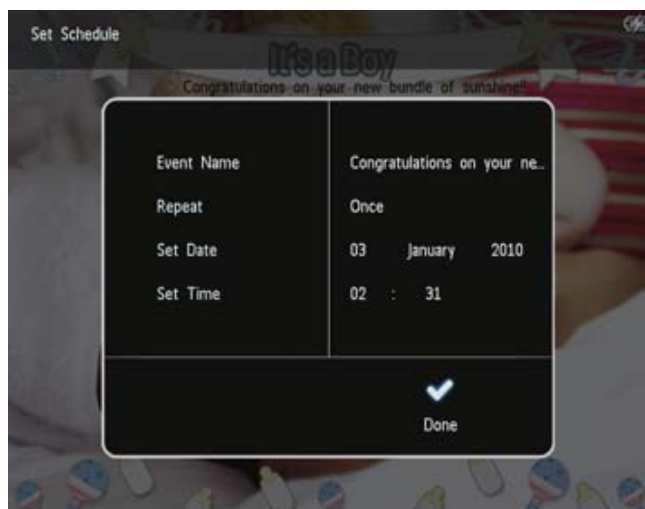 Set Schedule
It's a Boy
Congratulations on your new bundle of sunshine!!
Event Name Congratulations on your ne...
Repeat Once
Set Date 03 January 2010
Set Time 02 : 31
Done